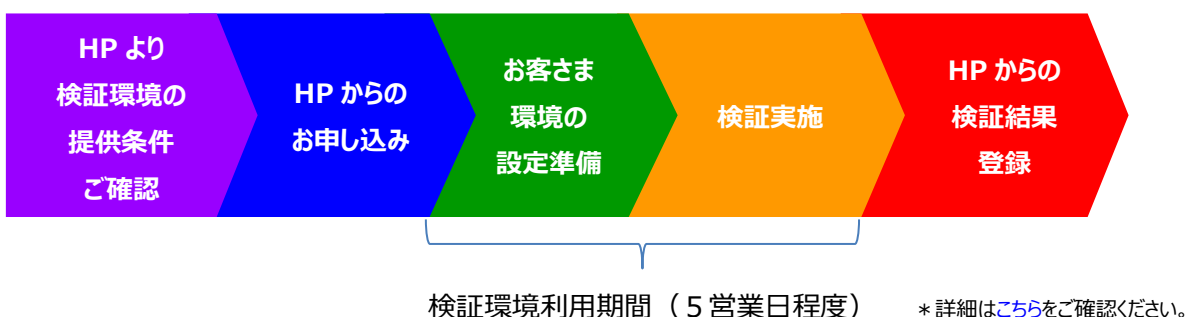 HP より
検証環境の
提供条件
ご確認
HP からの
お申し込み
お客さま
環境の
設定準備
検証実施
HP からの
検証結果
登録
検証環境利用期間（５営業日程度）
＊詳細はこちらをご確認ください。